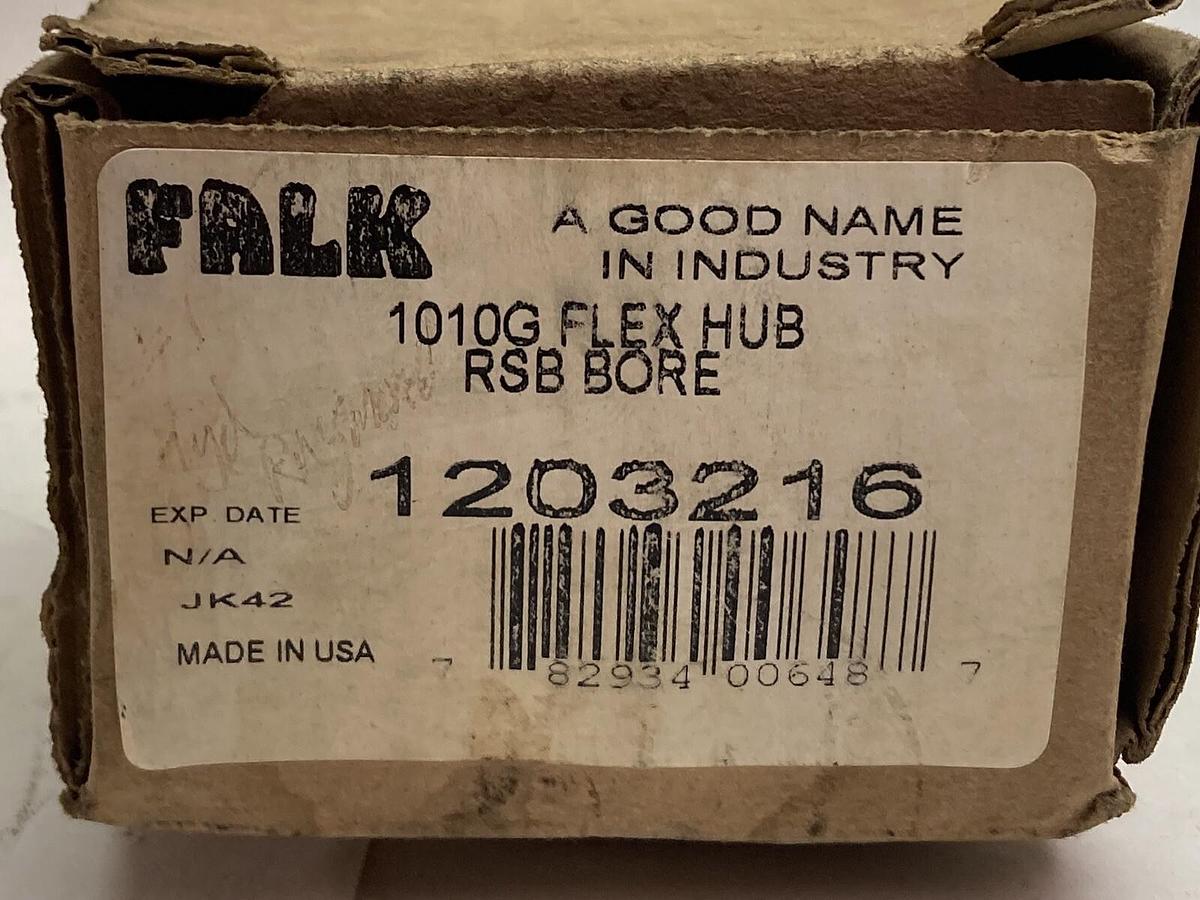 FALK
A GOOD NAME
IN INDUSTRY
1010G FLEX HUB
RSB BORE
1203216
EXP. DATE
N/A
JK42
MADE IN USA
7 82934 00648 7